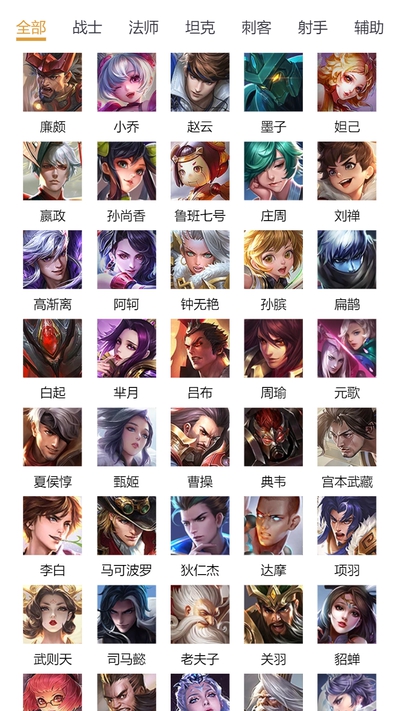 全部 战士 法师 坦克 刺客 射手 辅助
廉颇 小乔 赵云 墨子 妲己
嬴政 孙尚香 鲁班七号 庄周 刘禅
高渐离 阿轲 钟无艳 孙膑 扁鹊
白起 芈月 吕布 周瑜 元歌
夏侯惇 甄姬 曹操 典韦 宫本武藏
李白 马可波罗 狄仁杰 达摩 项羽
武则天 司马懿 老夫子 关羽 貂蝉